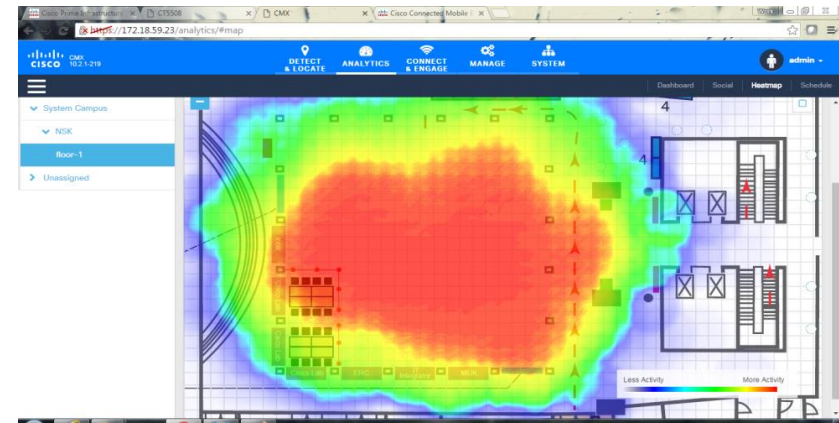 Cisco Prime Infrastructure
CT5508
CMX
Cisco Connected Mobile E
https://172.18.59.23/analytics/#map
CISCO
CMX
10.2.1-219
DETECT & LOCATE
ANALYTICS
CONNECT & ENGAGE
MANAGE
SYSTEM
admin
Dashboard
Social
Heatmap
Schedule
System Campus
NSK
floor-1
Unassigned
4
4
Less Activity
More Activity